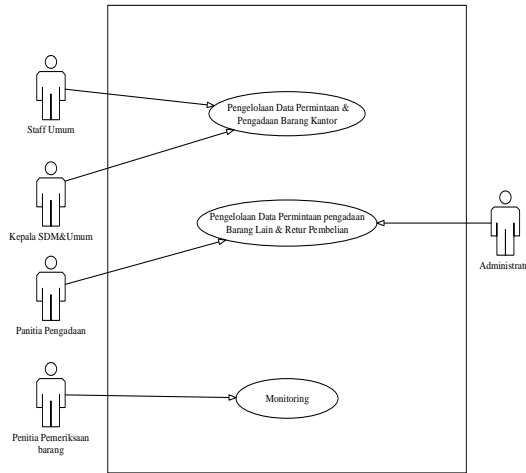 Staff Umum
Pengelolaan Data Permintaan &
Pengadaan Barang Kantor
Kepala SDM&Umum
Pengelolaan Data Permintaan pengadaan
Barang Lain & Retur Pembelian
Administratr
Panitia Pengadaan
Monitoring
Penitia Pemeriksaan
barang